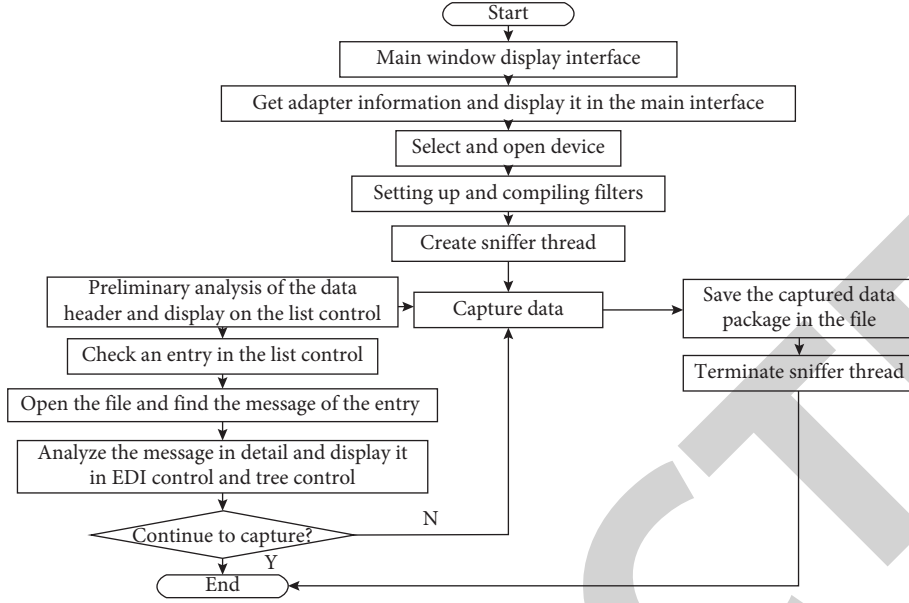 Start
Main window display interface
Get adapter information and display it in the main interface
Select and open device
Setting up and compiling filters
Create sniffer thread
Preliminary analysis of the data
header and display on the list control
Capture data
Save the captured data
package in the file
Check an entry in the list control
Terminate sniffer thread
Open the file and find the message of the entry
Analyze the message in detail and display it
in EDI control and tree control
Continue to capture?
N
Y
End